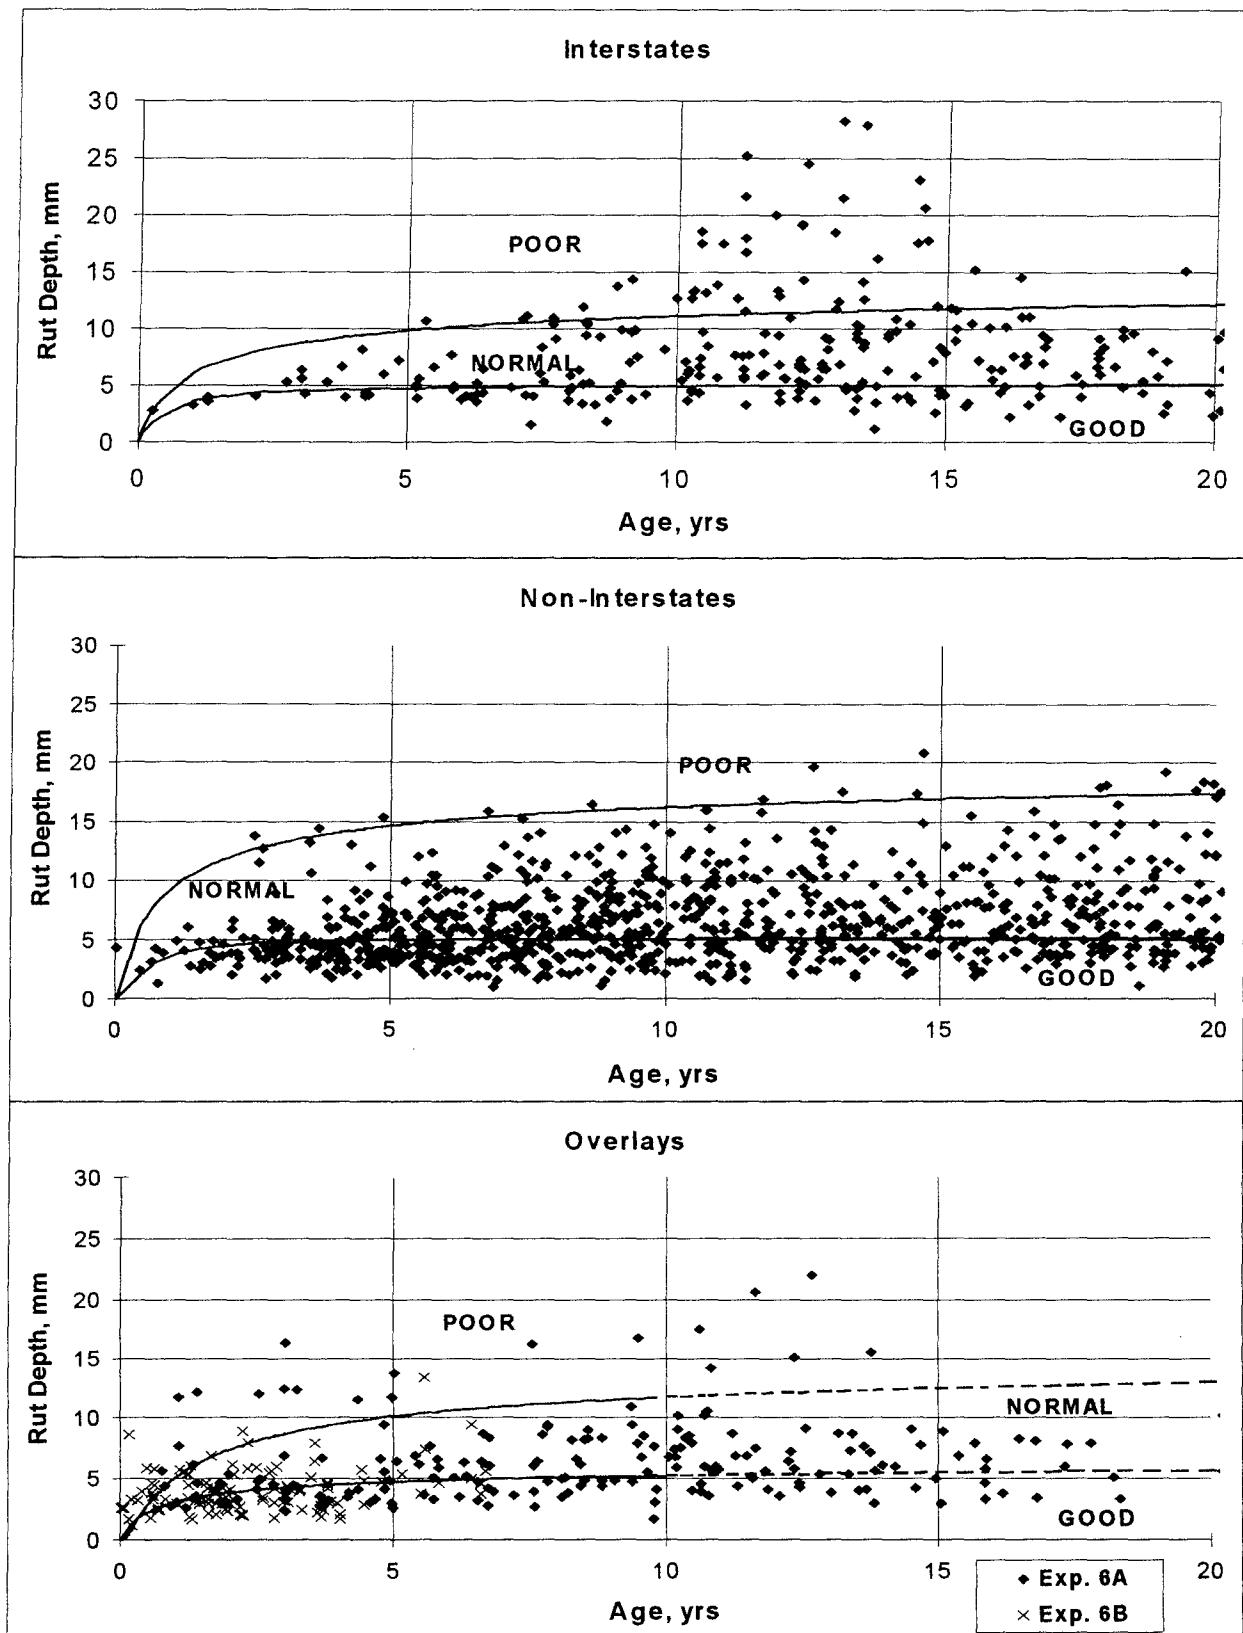 Interstates
30
25
20
15
10
5
0
Rut Depth, mm
POOR
NORMAL
GOOD
0 5 10 15 20
Age, yrs
Non-Interstates
30
25
20
15
10
5
0
Rut Depth, mm
POOR
NORMAL
GOOD
0 5 10 15 20
Age, yrs
Overlays
30
25
20
15
10
5
0
Rut Depth, mm
POOR
NORMAL
GOOD
0 5 10 15 20
Age, yrs
Exp. 6A
Exp. 6B